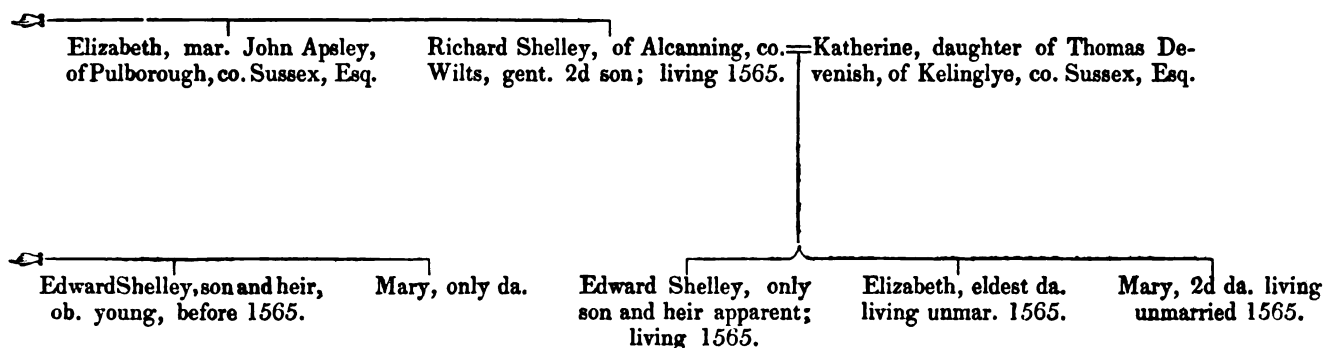 Elizabeth, mar. John Apsley,
of Pulborough, co. Sussex, Esq.
Richard Shelley, of Alcanning, co.
Wilts, gent. 2d son; living 1565.
Katherine, daughter of Thomas De-
venish, of Kelinglye, co. Sussex, Esq.
Edward Shelley, son and heir,
ob. young, before 1565.
Mary, only da.
Edward Shelley, only
son and heir apparent;
living 1565.
Elizabeth, eldest da.
living unmar. 1565.
Mary, 2d da. living
unmarried 1565.